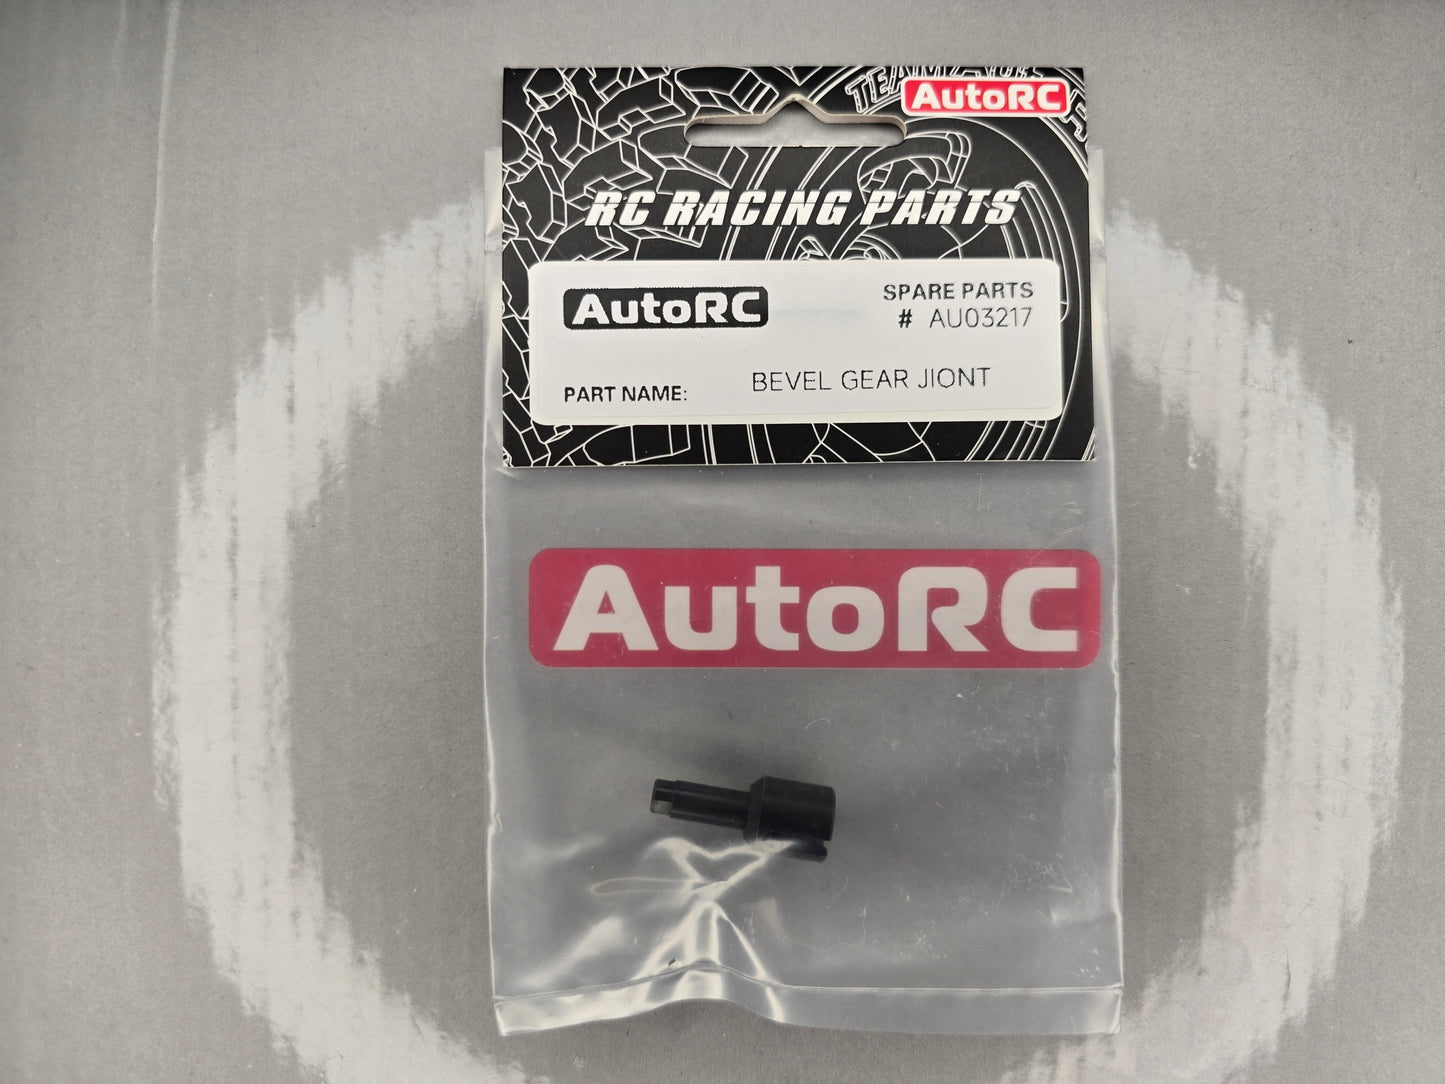 AutoRC
RC RACING PARTS
AutoRC
SPARE PARTS
# AU03217
PART NAME: BEVEL GEAR JIONT
AutoRC